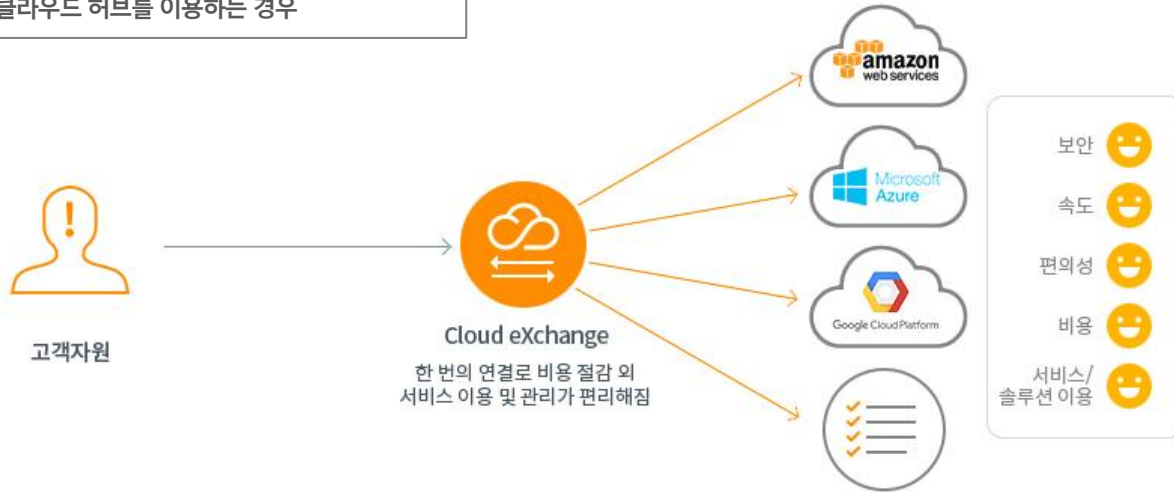 클라우드 허브를 이용하는 경우
amazon
web services
Microsoft
Azure
Google Cloud Platform
고객자원
Cloud eXchange
한 번의 연결로 비용 절감 외
서비스 이용 및 관리가 편리해짐
보안
속도
편의성
비용
서비스/
솔루션 이용